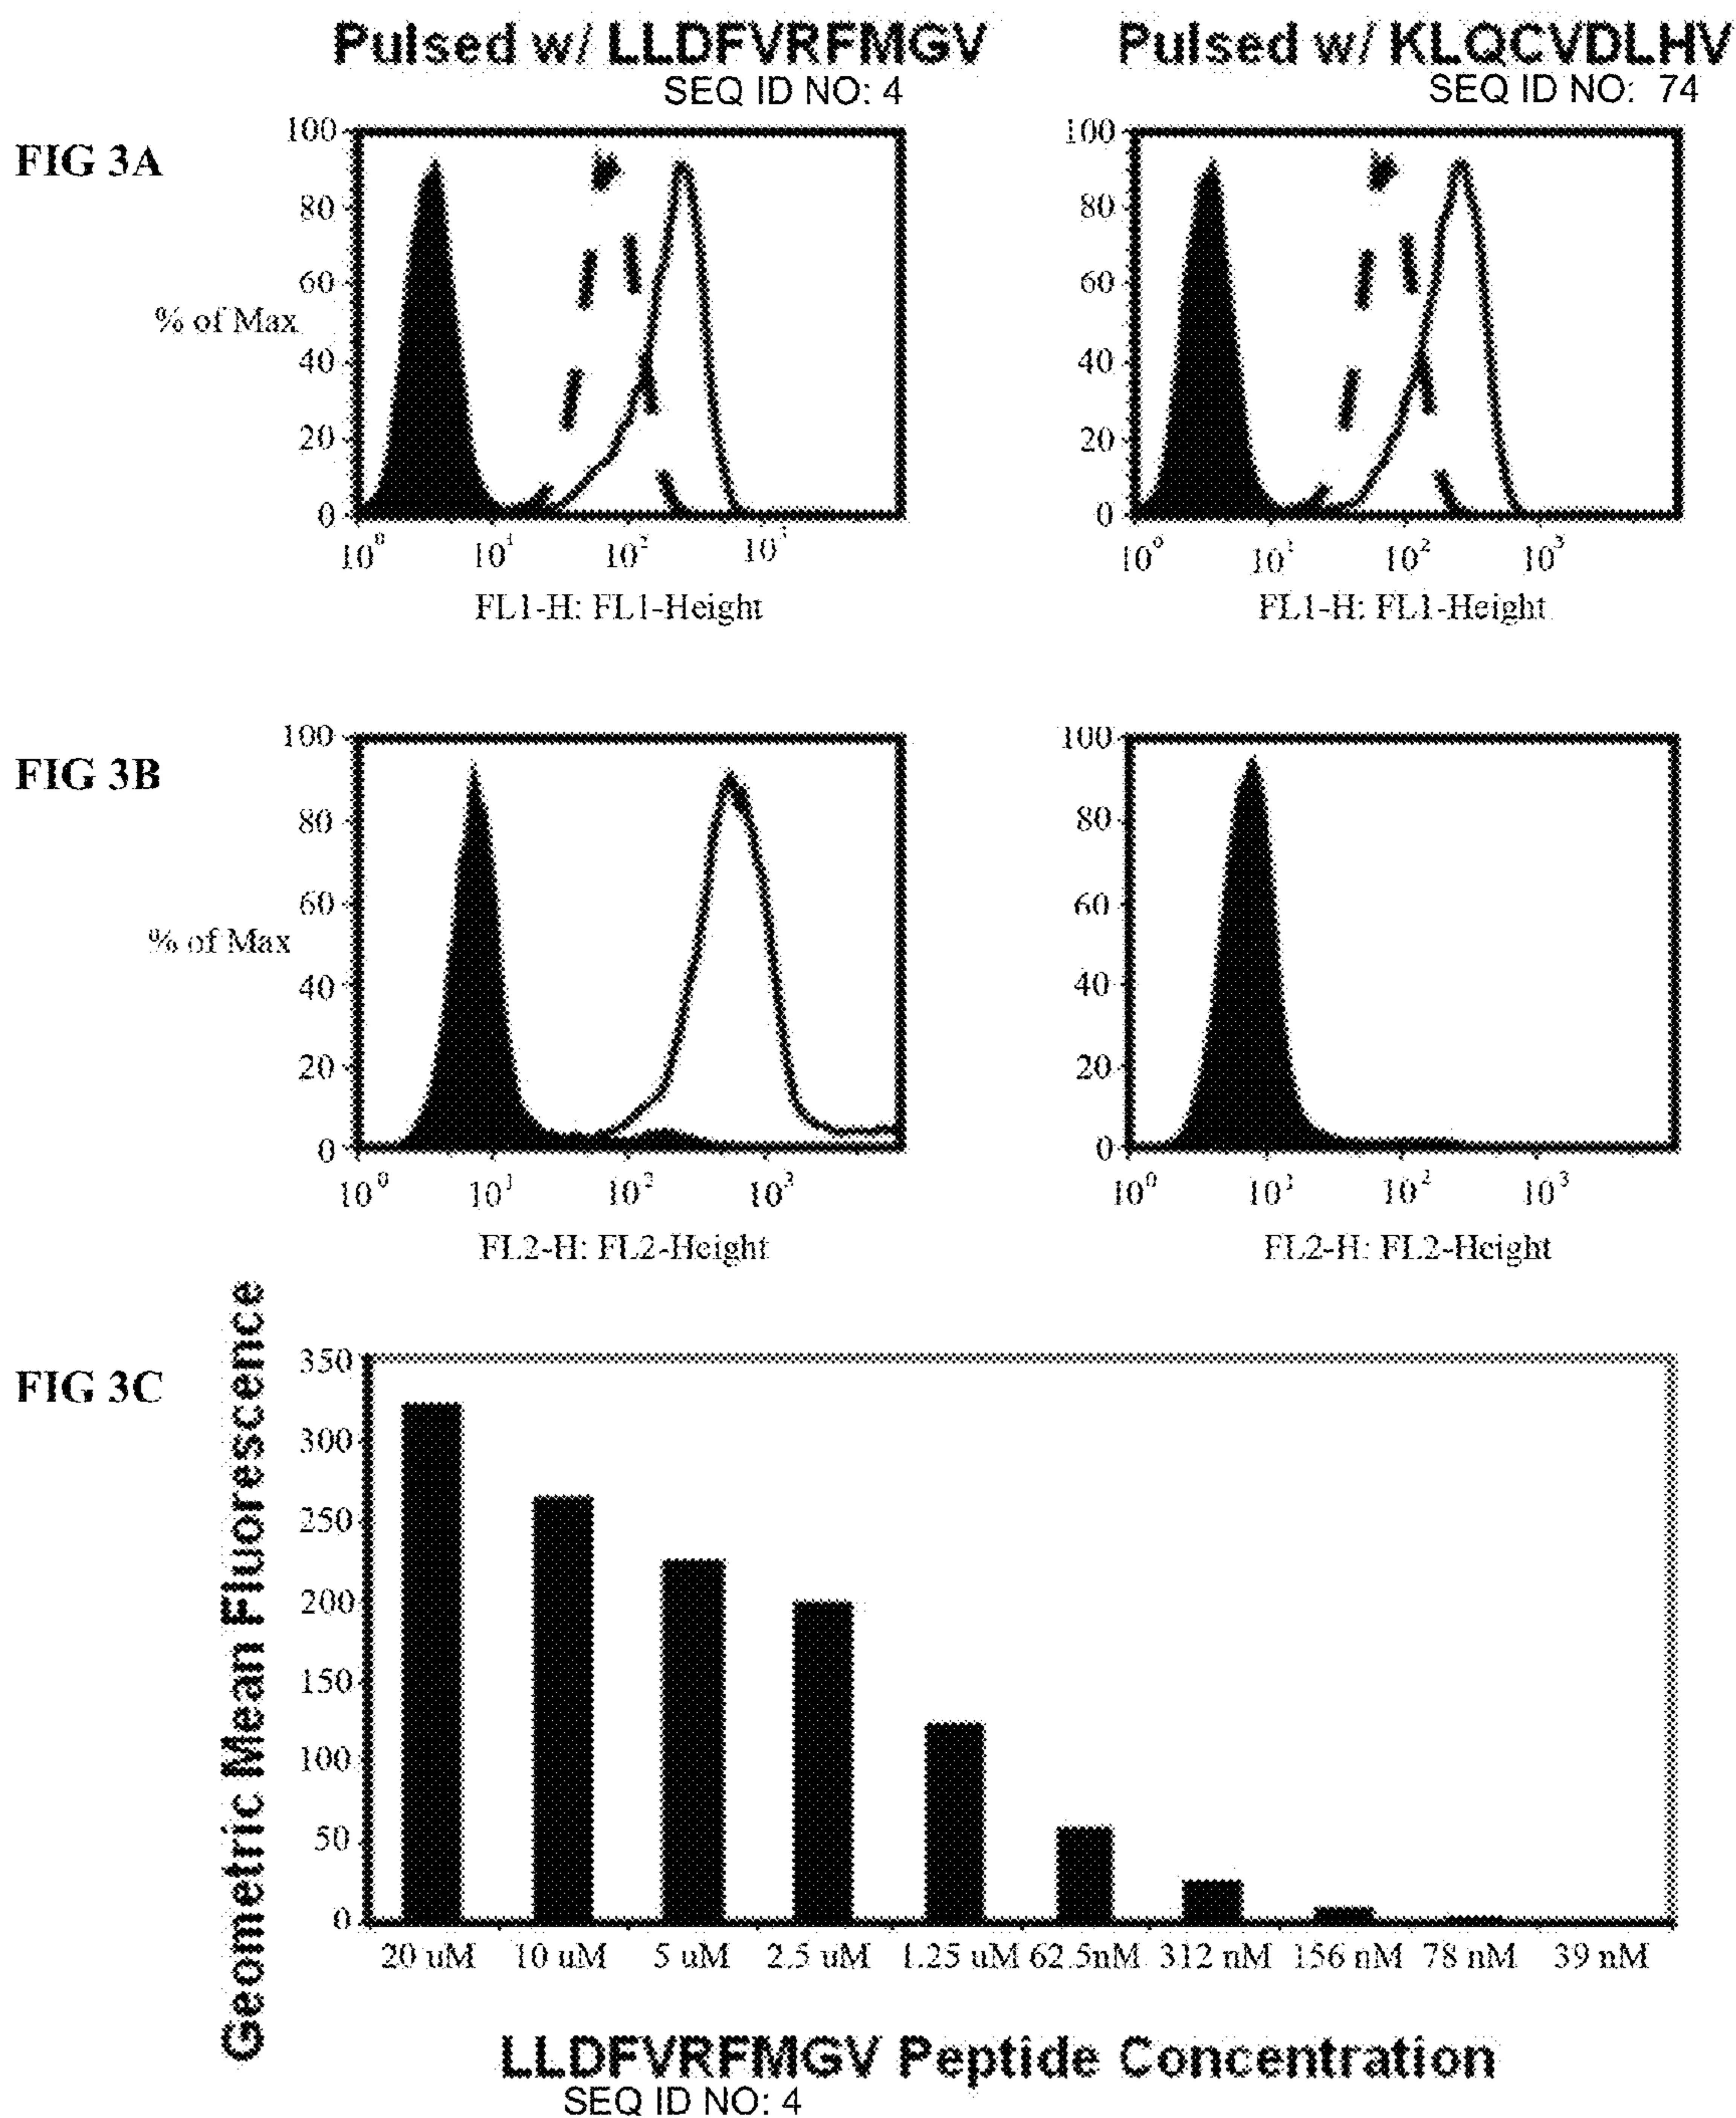 Pulsed w/ LLDFVRFMGV
SEQ ID NO: 4
Pulsed w/ KLQCVDLHV
SEQ ID NO: 74
FIG 3A
% of Max
100
80
60
40
20
0
10⁰ 10¹ 10² 10³
FL1-H: FL1-Height
100
80
60
40
20
0
10⁰ 10¹ 10² 10³
FL1-H: FL1-Height
FIG 3B
% of Max
100
80
60
40
20
0
10⁰ 10¹ 10² 10³
FL2-H: FL2-Height
100
80
60
40
20
0
10⁰ 10¹ 10² 10³
FL2-H: FL2-Height
FIG 3C
Geometric Mean Fluorescence
350
300
250
200
150
100
50
0
20 uM 10 uM 5 uM 2.5 uM 1.25 uM 62.5nM 312 nM 156 nM 78 nM 39 nM
LLDFVRFMGV Peptide Concentration
SEQ ID NO: 4